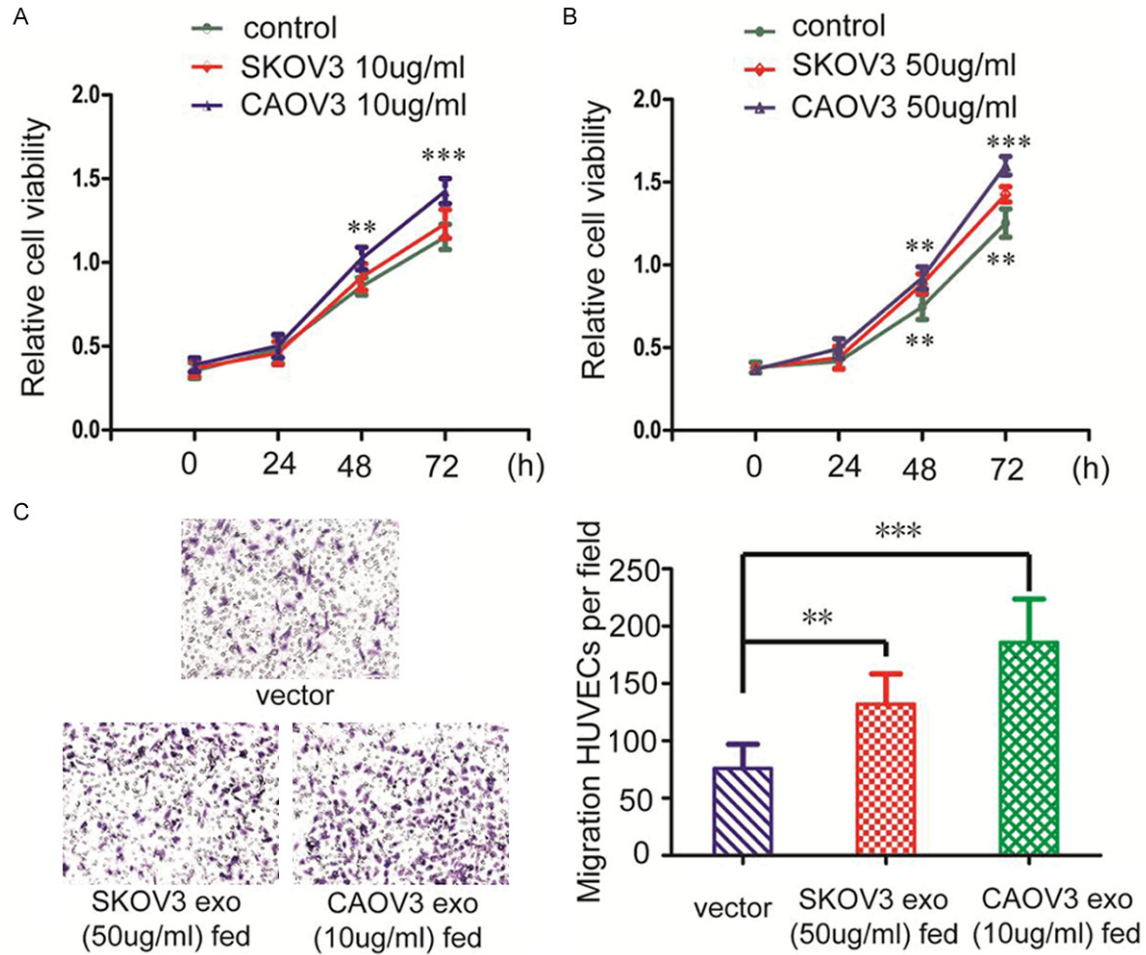 A
control
SKOV3 10ug/ml
CAOV3 10ug/ml
Relative cell viability
2.0
1.5
1.0
0.5
0.0
**
***
0 24 48 72 (h)
B
control
SKOV3 50ug/ml
CAOV3 50ug/ml
Relative cell viability
2.0
1.5
1.0
0.5
0.0
**
**
***
**
0 24 48 72 (h)
C
vector
SKOV3 exo
(50ug/ml) fed
CAOV3 exo
(10ug/ml) fed
Migration HUVECs per field
250
200
150
100
50
0
***
**
vector
SKOV3 exo
(50ug/ml) fed
CAOV3 exo
(10ug/ml) fed